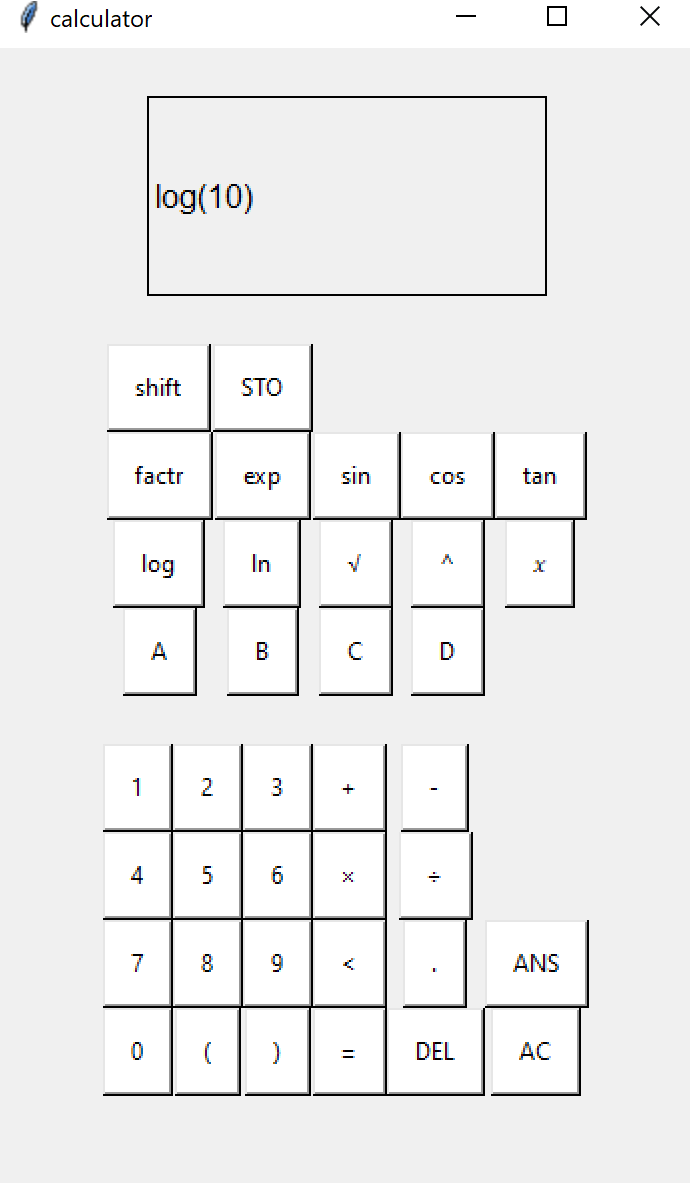 calculator
log(10)
shift STO
factr exp sin cos tan
log ln √ ^ x
A B C D
1 2 3 + -
4 5 6 × ÷
7 8 9 < . ANS
0 ( ) = DEL AC